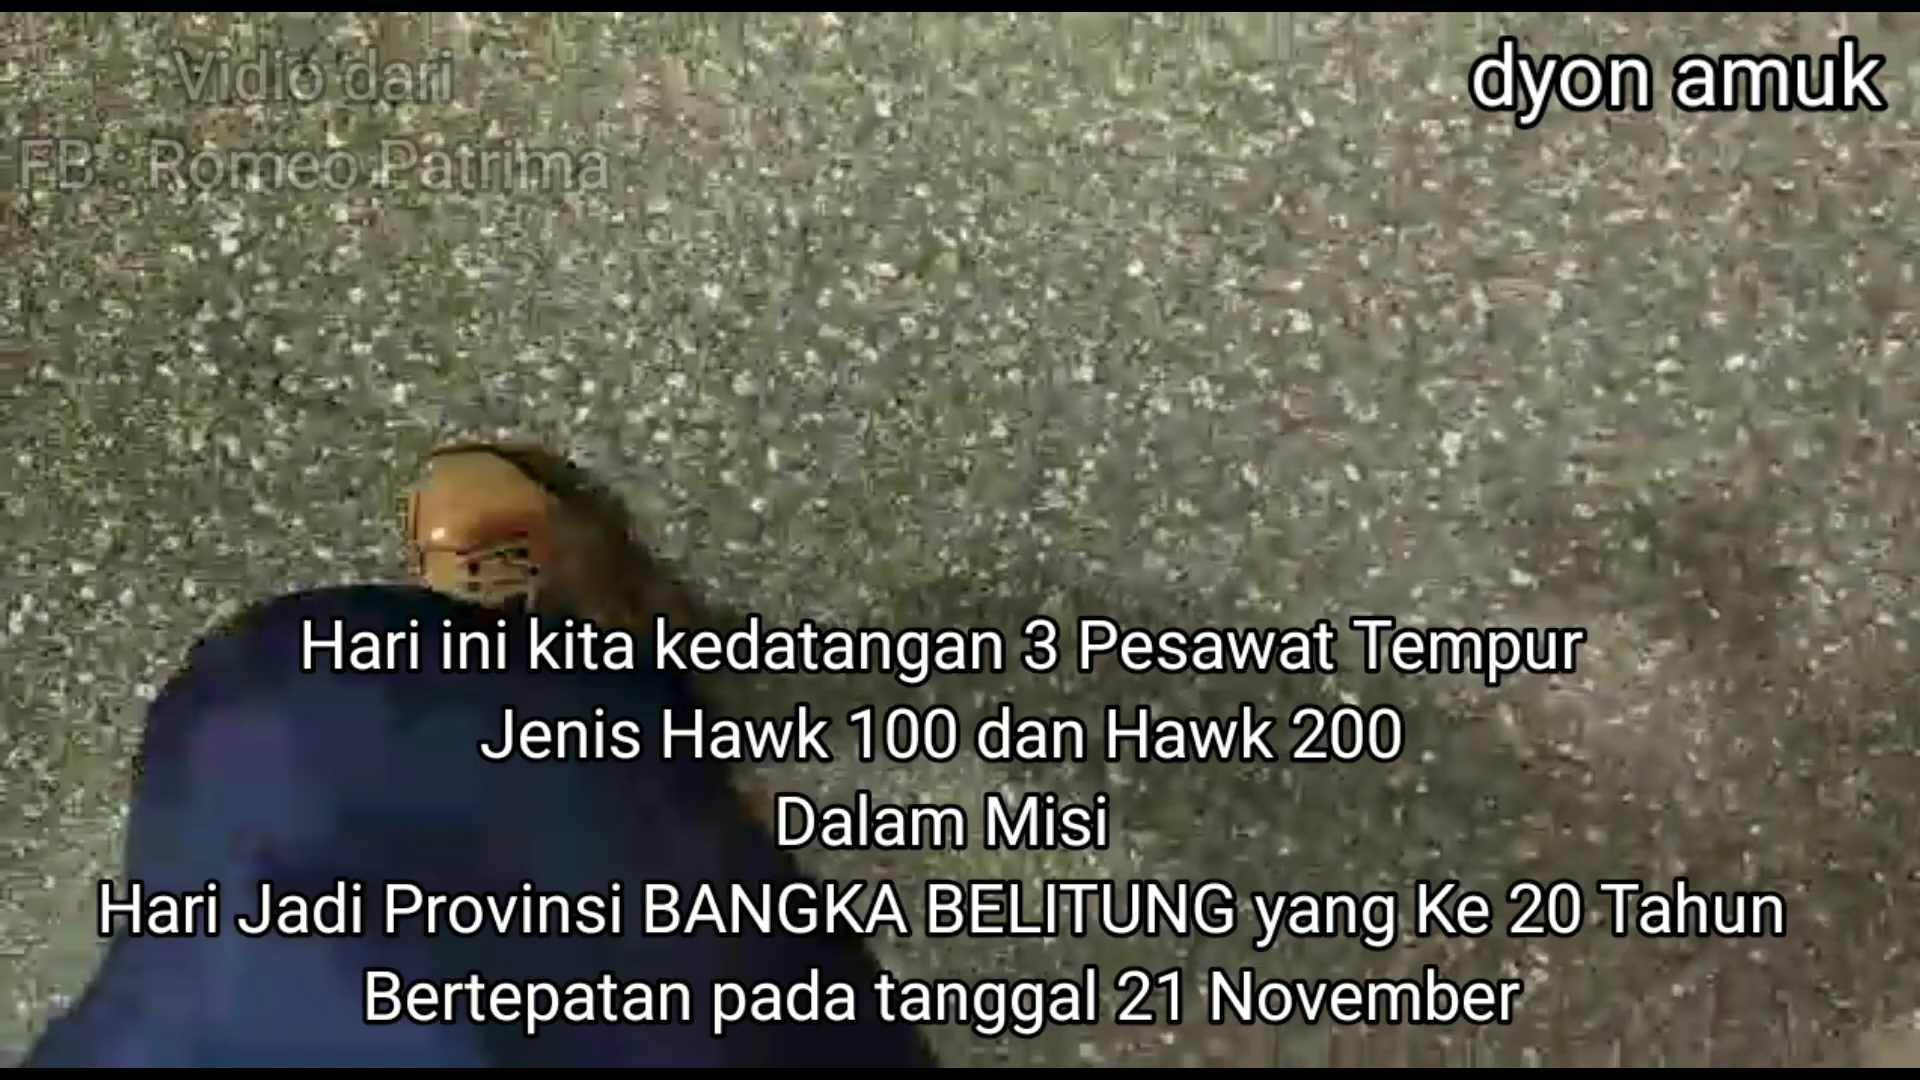 Vidio dari
FB : Romeo Patrima
dyon amuk
Hari ini kita kedatangan 3 Pesawat Tempur
Jenis Hawk 100 dan Hawk 200
Dalam Misi
Hari Jadi Provinsi BANGKA BELITUNG yang Ke 20 Tahun
Bertepatan pada tanggal 21 November